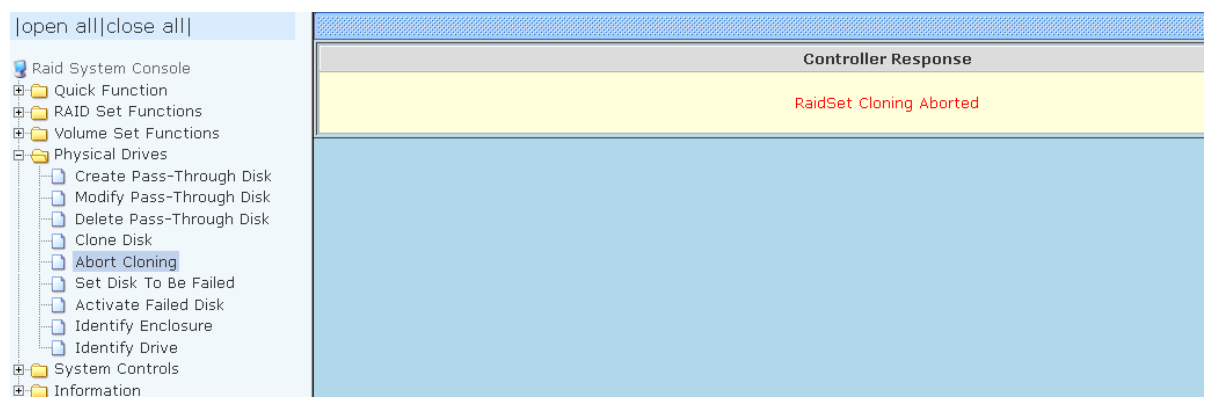 |open all|close all|
Raid System Console
Quick Function
RAID Set Functions
Volume Set Functions
Physical Drives
Create Pass-Through Disk
Modify Pass-Through Disk
Delete Pass-Through Disk
Clone Disk
Abort Cloning
Set Disk To Be Failed
Activate Failed Disk
Identify Enclosure
Identify Drive
System Controls
Information
Controller Response
RaidSet Cloning Aborted